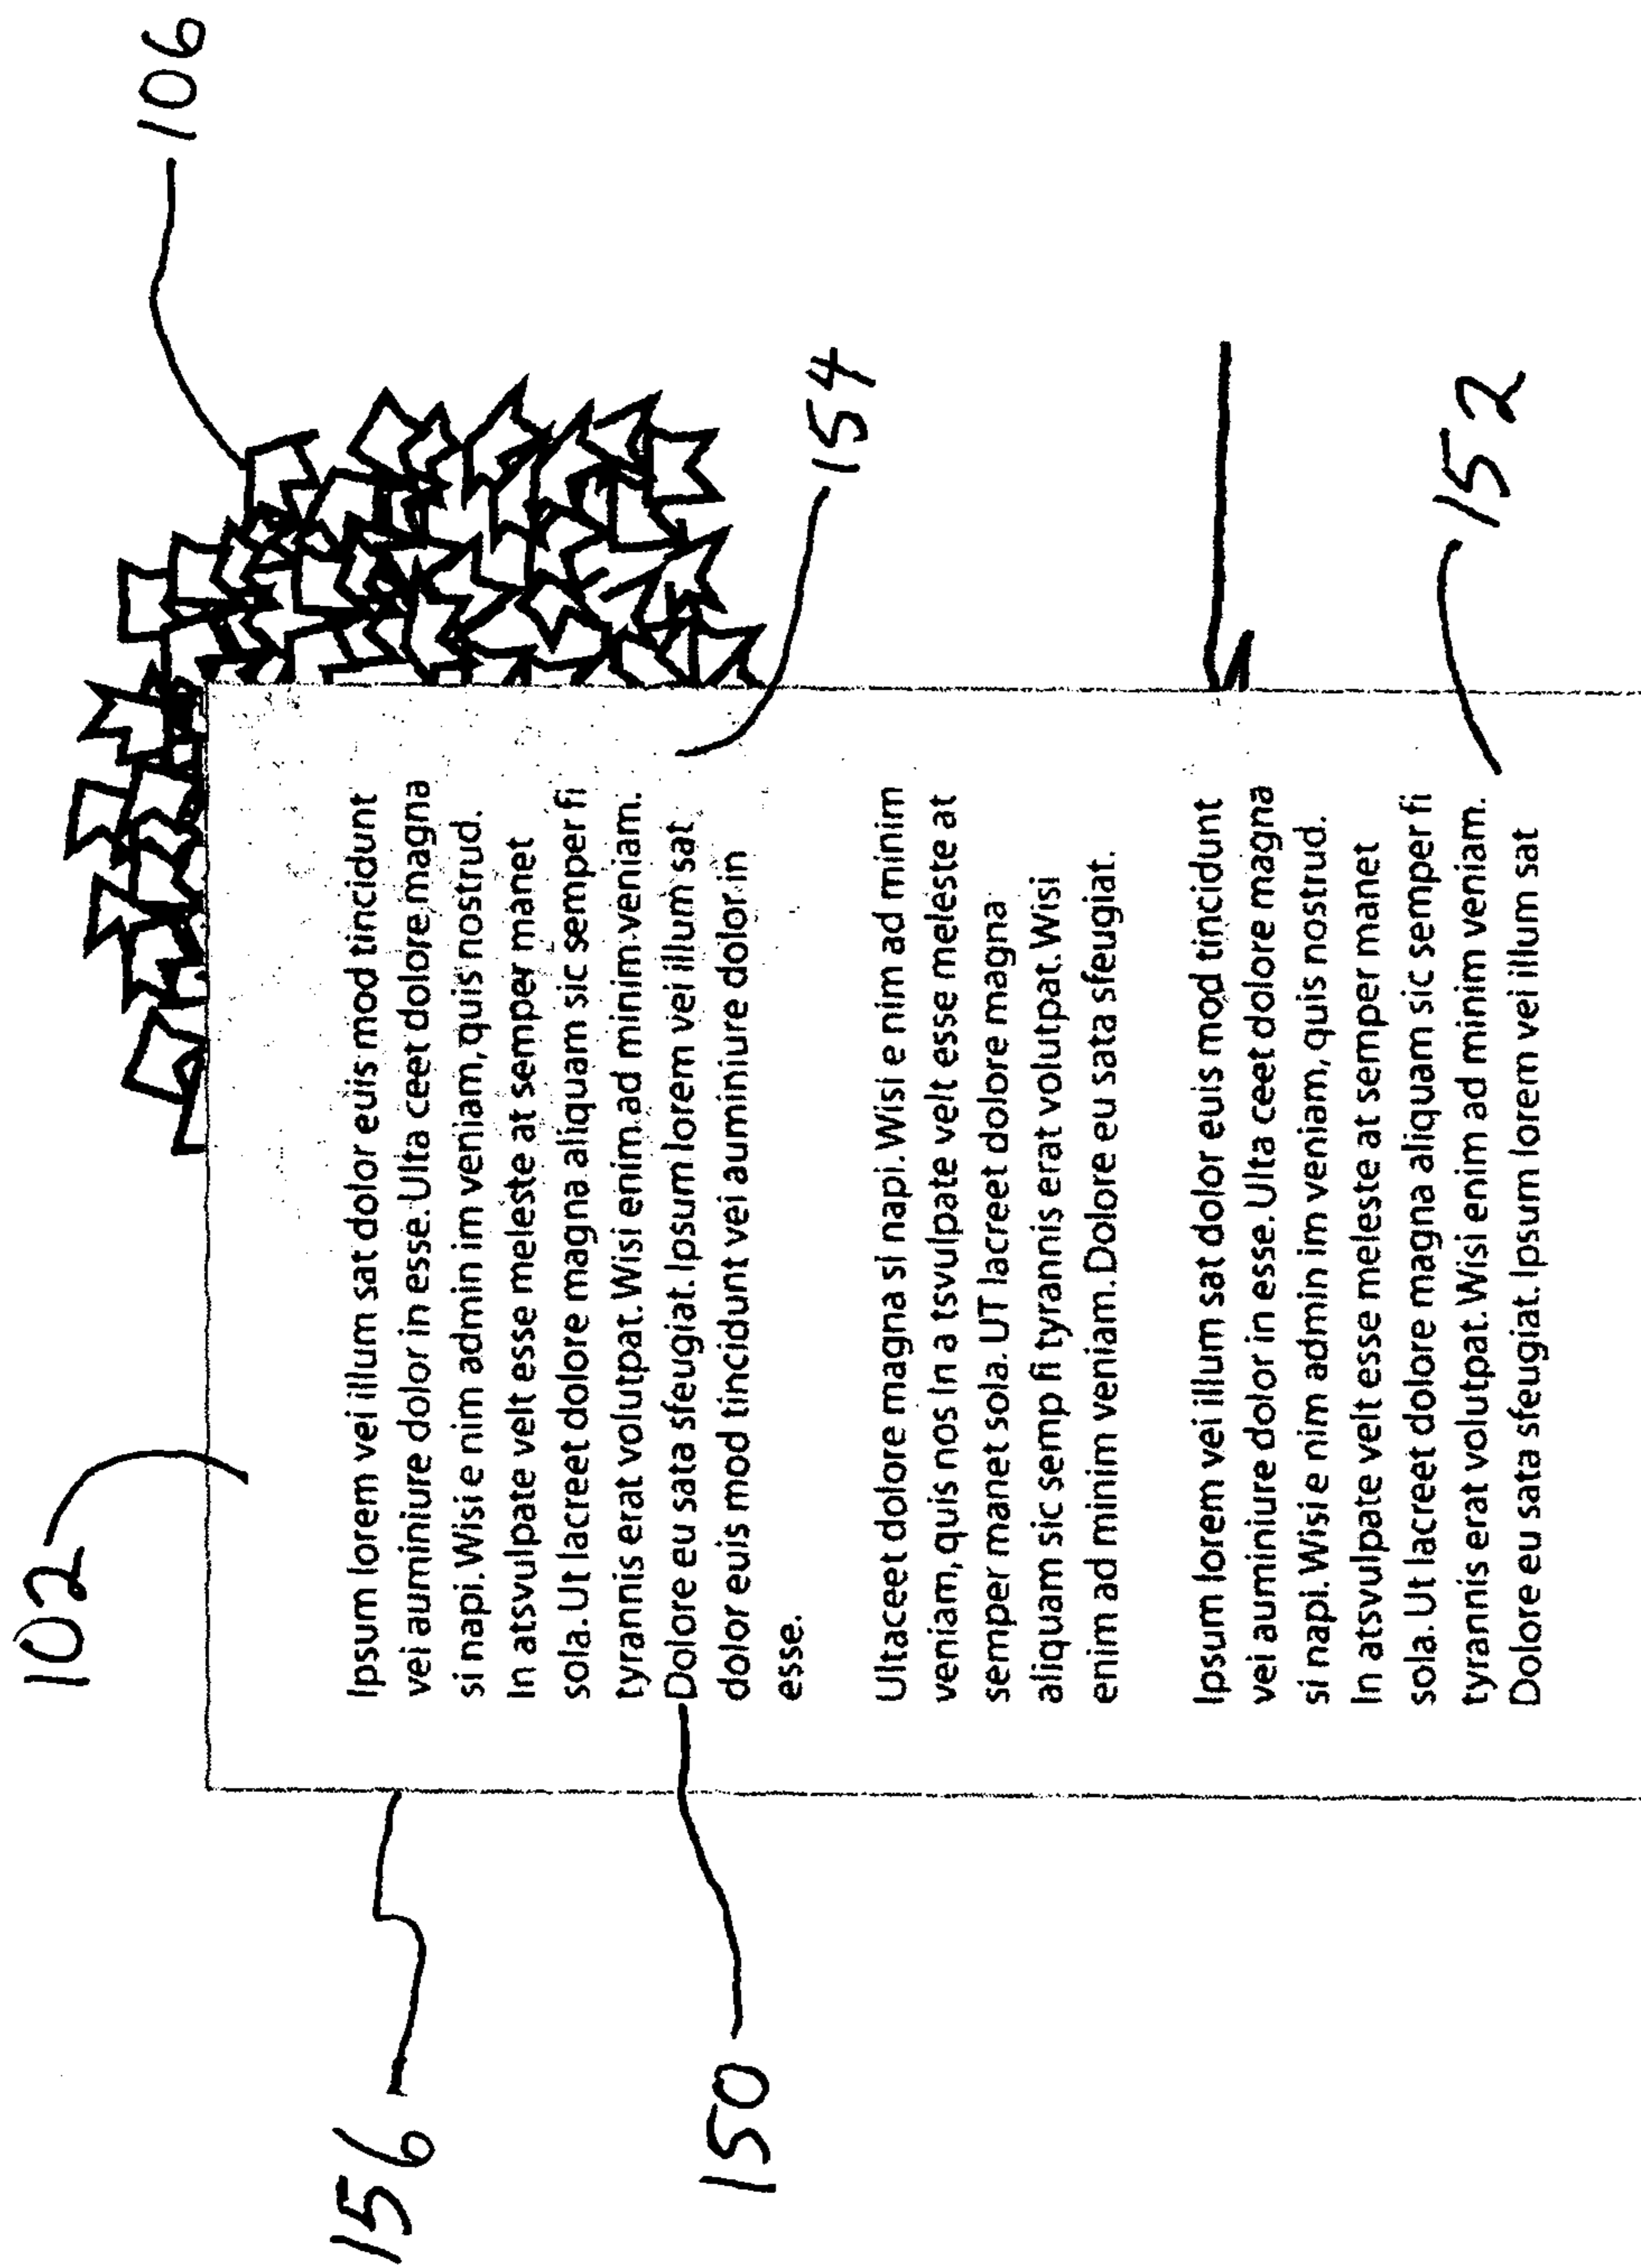 102
106
156
150
154
152
Ipsum lorem vei illum sat dolor euis mod tincidunt
vei auminiure dolor in esse. Ulta ceet dolore magna
si napi. Wisi e nim admin im veniam, quis nostrud.
In atsvulpate velt esse meleste at semper manet
sola. Ut lacreet dolore magna aliquam sic semper fi
tyrannis erat volutpat. Wisi enim ad minim veniam.
Dolore eu sata sfeugiat. Ipsum lorem vei illum sat
dolor euis mod tincidunt vei auminiure dolor in
esse.
Ultaceet dolore magna si napi. Wisi e nim ad minim
veniam, quis nos in a tsvulpate velt esse meleste at
semper manet sola. UT lacreet dolore magna
aliquam sic semp fi tyrannis erat volutpat. Wisi
enim ad minim veniam. Dolore eu sata sfeugiat.
Ipsum lorem vei illum sat dolor euis mod tincidunt
vei auminiure dolor in esse. Ulta ceet dolore magna
si napi. Wisi e nim admin im veniam, quis nostrud.
In atsvulpate velt esse meleste at semper manet
sola. Ut lacreet dolore magna aliquam sic semper fi
tyrannis erat volutpat. Wisi enim ad minim veniam.
Dolore eu sata sfeugiat. Ipsum lorem vei illum sat